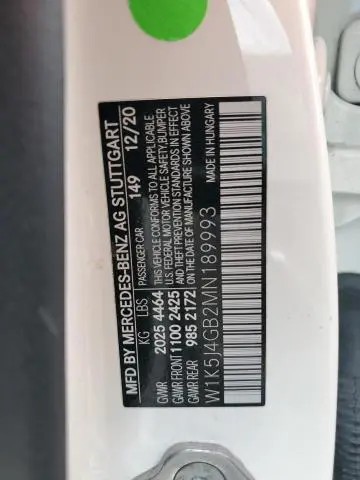 MFD BY MERCEDES-BENZ AG STUTTGART
PASSENGER CAR 149 12/20
KG LBS
GVWR 2025 4464
GAWR FRONT 1100 2425
GAWR REAR 985 2172
THIS VEHICLE CONFORMS TO ALL APPLICABLE
U.S. FEDERAL MOTOR VEHICLE SAFETY, BUMPER
AND THEFT PREVENTION STANDARDS IN EFFECT
ON THE DATE OF MANUFACTURE SHOWN ABOVE
W1K5J4GB2MN189993
MADE IN HUNGARY